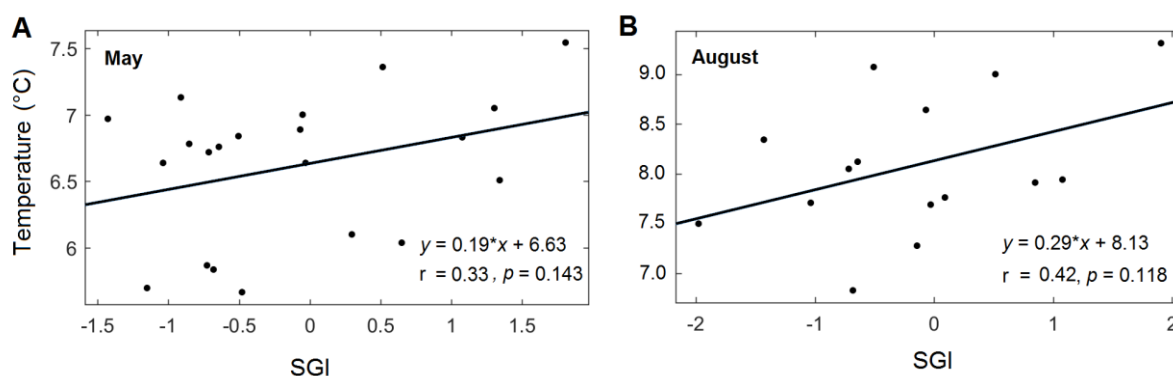 A
May
Temperature (°C)
7.5
7
6.5
6
y = 0.19*x + 6.63
r = 0.33 , p = 0.143
-1.5
-1
-0.5
0
0.5
1
1.5
SGI
B
August
9.0
8.5
8.0
7.5
7.0
y = 0.29*x + 8.13
r = 0.42, p = 0.118
-2
-1
0
1
2
SGI